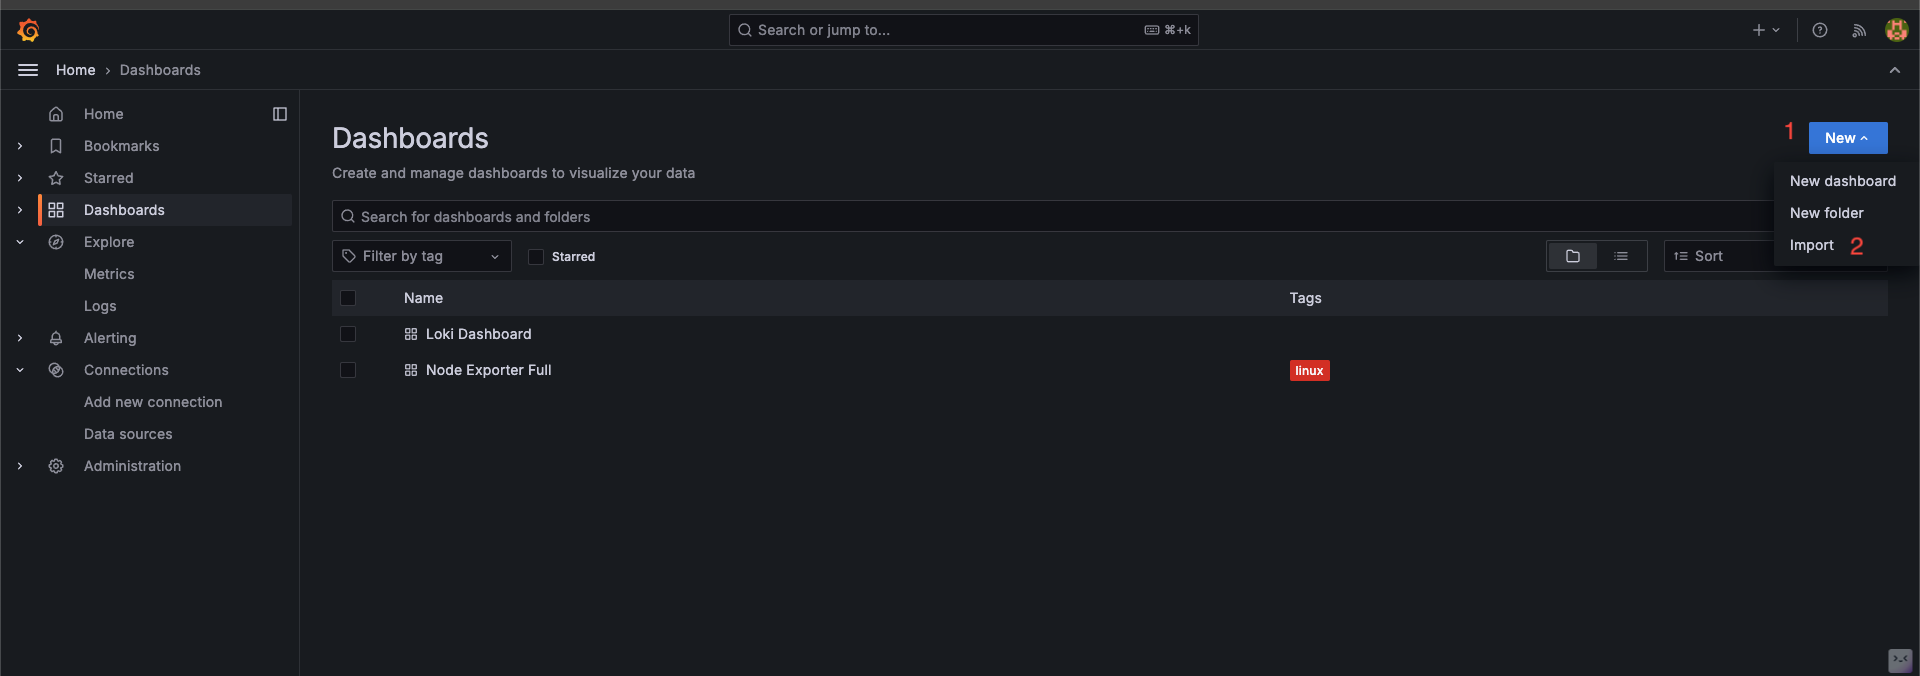 Search or jump to...
⌘+k
Home › Dashboards
Home
Bookmarks
Starred
Dashboards
Explore
Metrics
Logs
Alerting
Connections
Add new connection
Data sources
Administration
Dashboards
Create and manage dashboards to visualize your data
1
New
New dashboard
New folder
Import 2
Search for dashboards and folders
Filter by tag
Starred
Sort
Name Tags
Loki Dashboard
Node Exporter Full linux